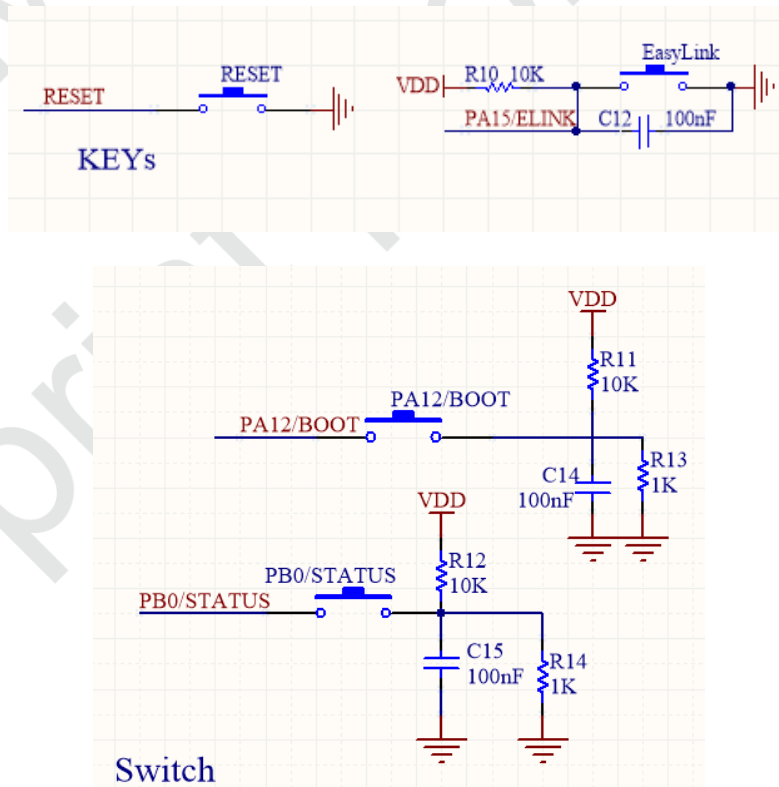 RESET
RESET
KEYs
EasyLink
VDD
R10 10K
PA15/ELINK
C12
100nF
VDD
R11
10K
PA12/BOOT
PA12/BOOT
C14
100nF
R13
1K
VDD
R12
10K
PB0/STATUS
PB0/STATUS
C15
100nF
R14
1K
Switch